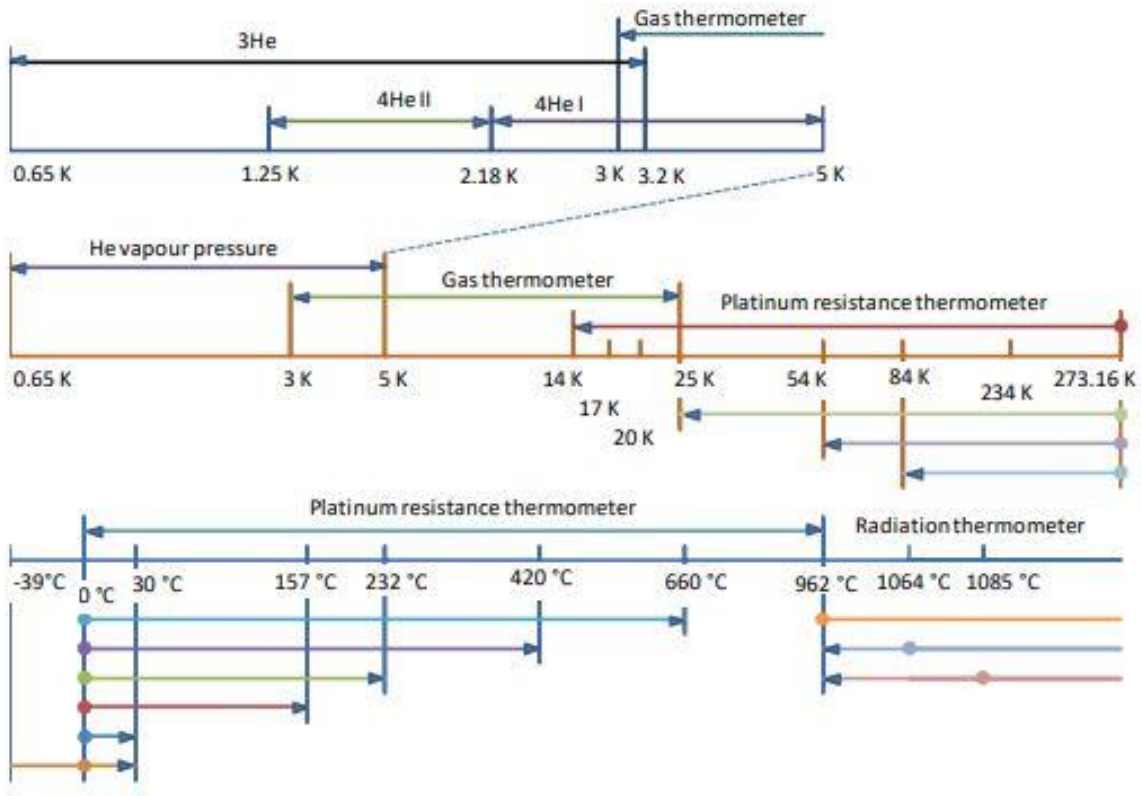 Gas thermometer
3He
4He II
4He I
0.65 K
1.25 K
2.18 K
3 K
3.2 K
5 K
He vapour pressure
Gas thermometer
Platinum resistance thermometer
0.65 K
3 K
5 K
14 K
25 K
54 K
84 K
273.16 K
17 K
234 K
20 K
Platinum resistance thermometer
Radiation thermometer
-39°C
0 °C
30 °C
157 °C
232 °C
420 °C
660 °C
962 °C
1064 °C
1085 °C